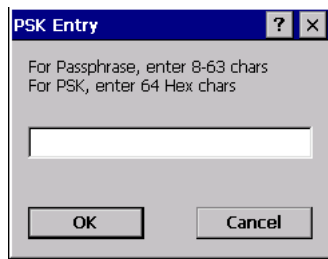 PSK Entry ? ×
For Passphrase, enter 8-63 chars
For PSK, enter 64 Hex chars
OK Cancel